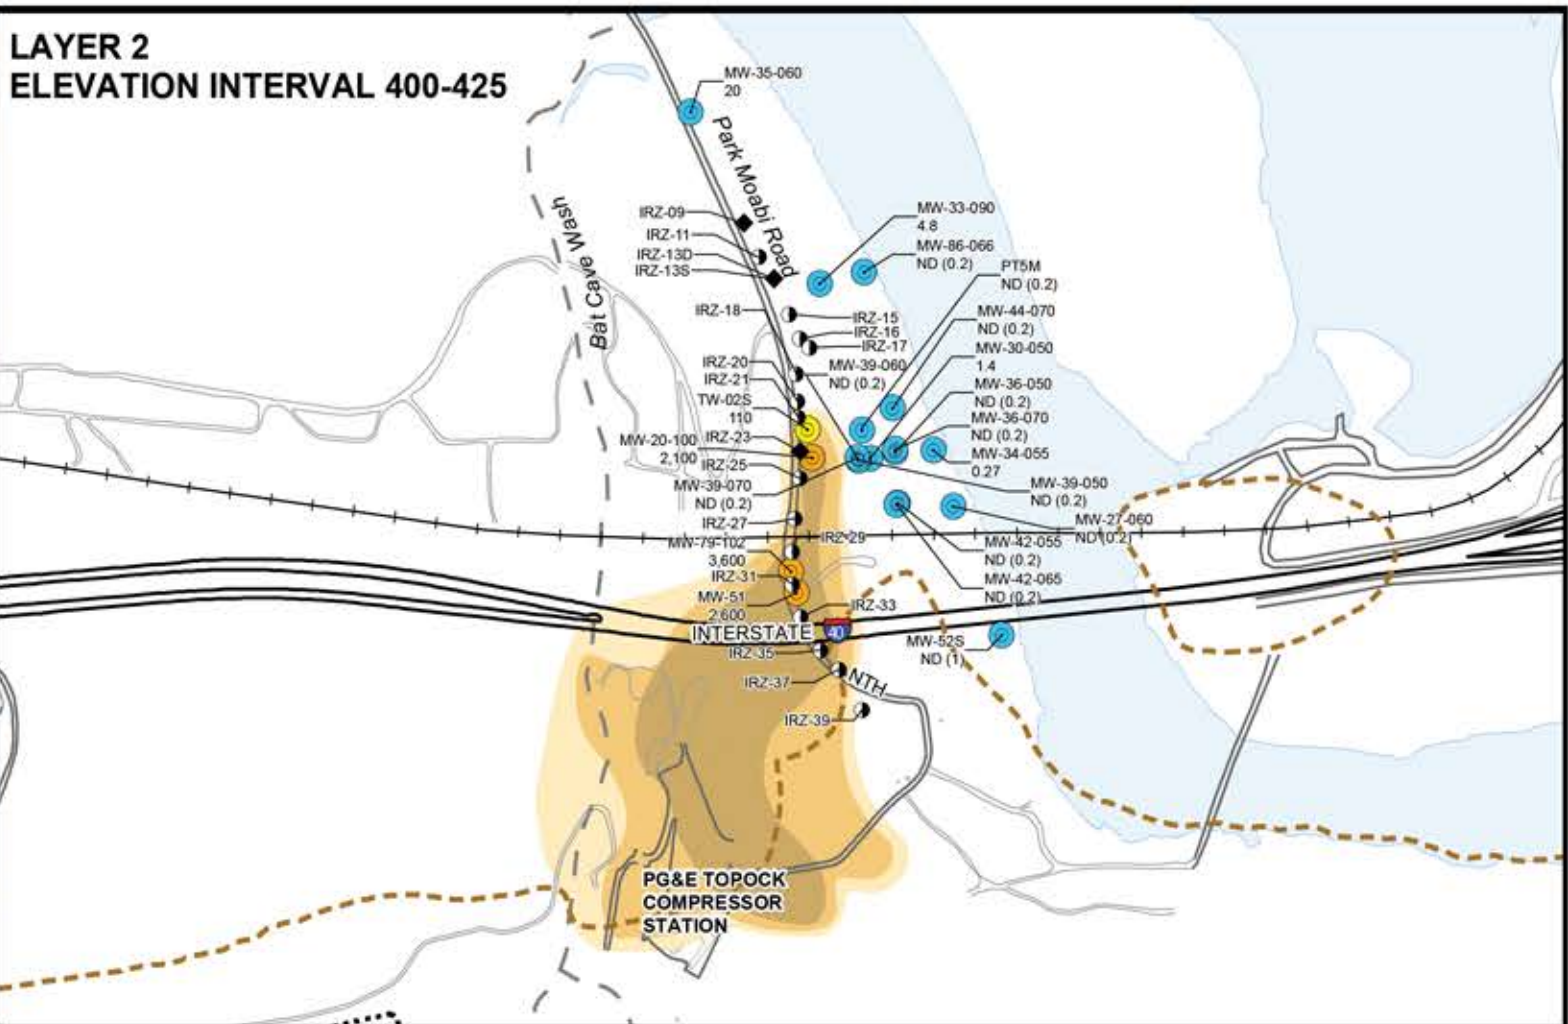 LAYER 2
ELEVATION INTERVAL 400-425
MW-35-060
20
Park Moabi Road
Bat Cave Wash
IRZ-09
IRZ-11
IRZ-13D
IRZ-13S
MW-33-090
4.8
MW-86-066
ND (0.2)
PT5M
ND (0.2)
IRZ-18
IRZ-15
IRZ-16
IRZ-17
MW-44-070
ND (0.2)
MW-30-050
1.4
IRZ-20
IRZ-21
MW-39-060
ND (0.2)
MW-36-050
ND (0.2)
TW-02S
110
MW-36-070
ND (0.2)
MW-20-100
2,100
IRZ-23
IRZ-25
MW-34-055
0.27
MW-39-070
ND (0.2)
MW-39-050
ND (0.2)
IRZ-27
IRZ-29
MW-27-060
ND (0.2)
MW-79-102
3,600
MW-42-055
ND (0.2)
IRZ-31
MW-42-065
ND (0.2)
MW-51
2,600
IRZ-33
INTERSTATE
40
MW-52S
ND (1)
IRZ-35
IRZ-37
NTH
IRZ-39
PG&E TOPOCK
COMPRESSOR
STATION